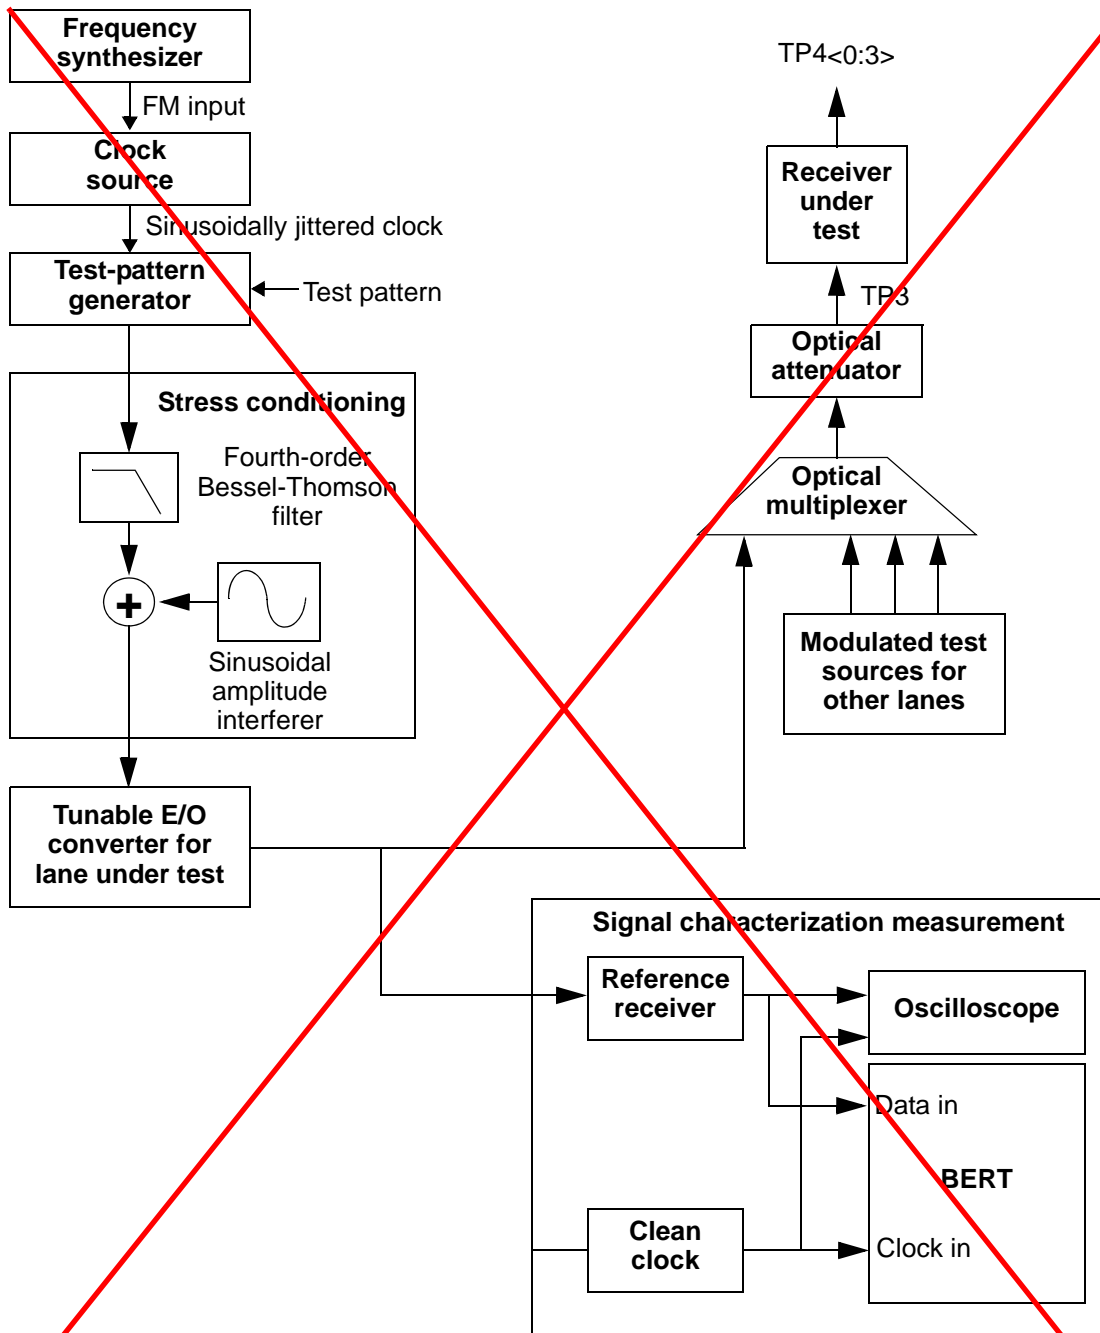 Frequency
synthesizer
FM input
Clock
source
Sinusoidally jittered clock
Test-pattern
generator
Test pattern
Stress conditioning
Fourth-order
Bessel-Thomson
filter
+
Sinusoidal
amplitude
interferer
Tunable E/O
converter for
lane under test
TP4<0:3>
Receiver
under
test
TP3
Optical
attenuator
Optical
multiplexer
Modulated test
sources for
other lanes
Signal characterization measurement
Reference
receiver
Oscilloscope
Data in
BERT
Clean
clock
Clock in